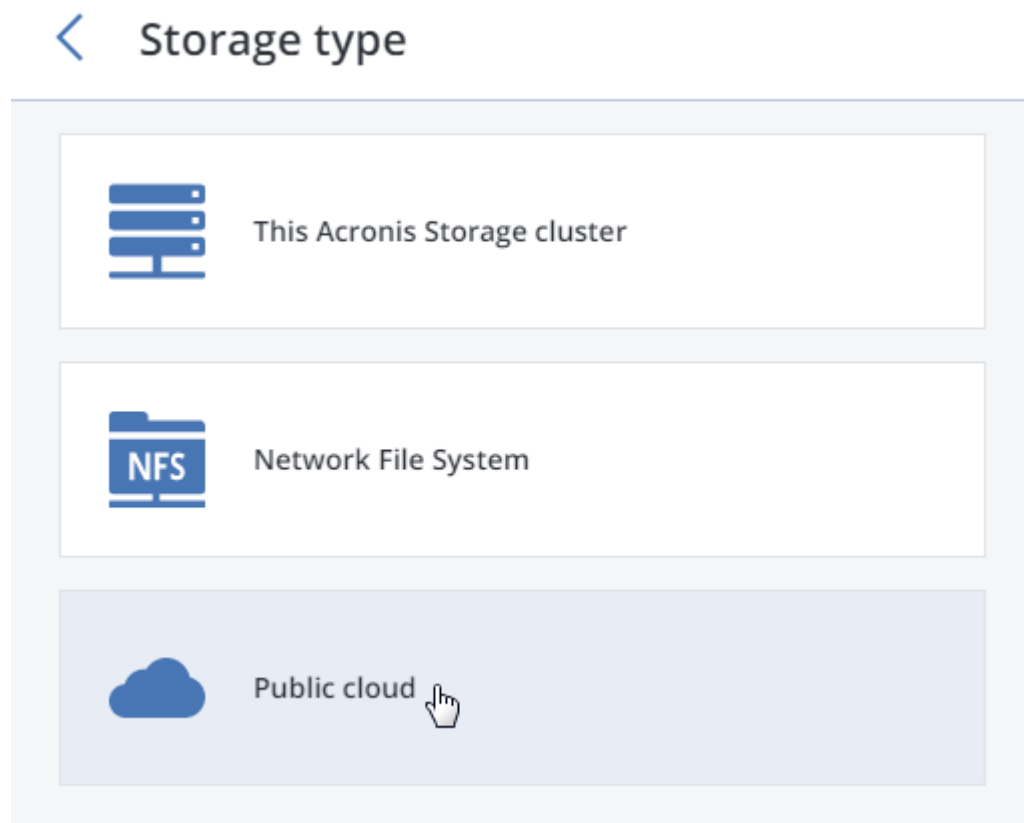 Storage type
This Acronis Storage cluster
NFS
Network File System
Public cloud